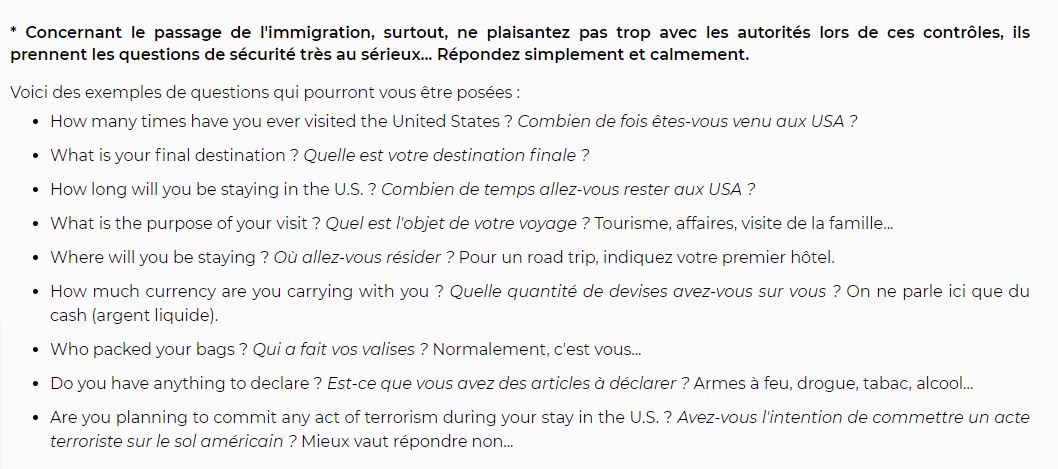 * Concernant le passage de l'immigration, surtout, ne plaisantez pas trop avec les autorités lors de ces contrôles, ils
prennent les questions de sécurité très au sérieux... Répondez simplement et calmement.
Voici des exemples de questions qui pourront vous être posées :
• How many times have you ever visited the United States ? Combien de fois êtes-vous venu aux USA ?
• What is your final destination ? Quelle est votre destination finale ?
• How long will you be staying in the U.S. ? Combien de temps allez-vous rester aux USA ?
• What is the purpose of your visit ? Quel est l'objet de votre voyage ? Tourisme, affaires, visite de la famille...
• Where will you be staying ? Où allez-vous résider ? Pour un road trip, indiquez votre premier hôtel.
• How much currency are you carrying with you ? Quelle quantité de devises avez-vous sur vous ? On ne parle ici que du
cash (argent liquide).
• Who packed your bags ? Qui a fait vos valises ? Normalement, c'est vous...
• Do you have anything to declare ? Est-ce que vous avez des articles à déclarer ? Armes à feu, drogue, tabac, alcool...
• Are you planning to commit any act of terrorism during your stay in the U.S. ? Avez-vous l'intention de commettre un acte
terroriste sur le sol américain ? Mieux vaut répondre non...